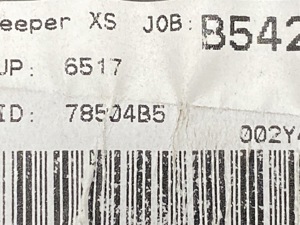 eeper XS JOB: B542
UP: 6517
ID: 78504B5
002Y4